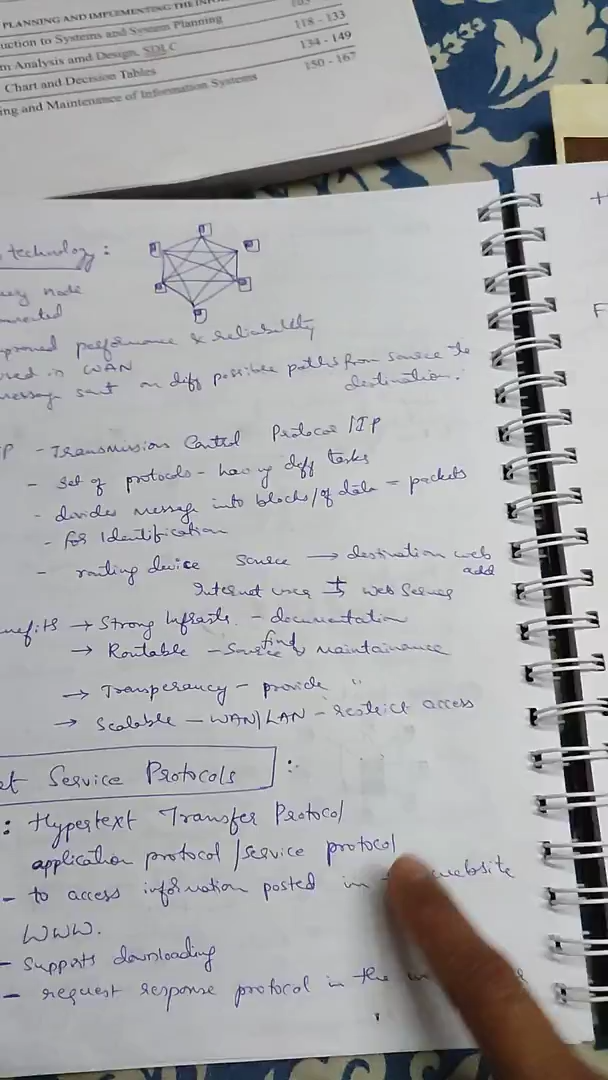 PLANNING AND IMPLEMENTING THE
uction to Systems and System Planning
118 - 133
m Analysis amd Design, SDLC
134 - 149
Chart and Decision Tables
150 - 167
ing and Maintenance of Information Systems
technology:
node
proved performance & reliability
used in WAN
message sent on diff possible paths from source to
destination.
P - Transmission Control Protocol / IP
- set of protocols - having diff tasks
- divides message into blocks/of data = packets
- for identification
- routing device source → destination web
add
Internet user web server
nefits → Strong Infrastr. - documentation
→ Routable - source find & maintainance
→ Transperancy - provide "
→ Scalable - WAN/LAN - restrict access
et Service Protocols :
: Hypertext Transfer Protocol
application protocol /service protocol
- to access information posted in website
WWW.
- supports downloading
- request response protocol in the